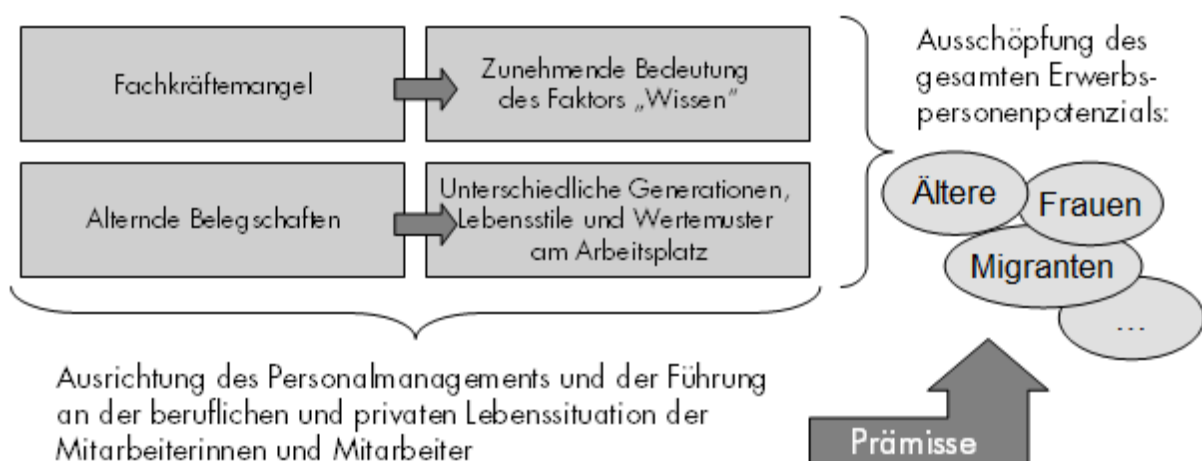 Fachkräftemangel
Zunehmende Bedeutung
des Faktors „Wissen“
Alternde Belegschaften
Unterschiedliche Generationen,
Lebensstile und Wertemuster
am Arbeitsplatz
Ausschöpfung des
gesamten Erwerbs-
personenpotenzials:
Ältere
Frauen
Migranten
...
Ausrichtung des Personalmanagements und der Führung
an der beruflichen und privaten Lebenssituation der
Mitarbeiterinnen und Mitarbeiter
Prämisse